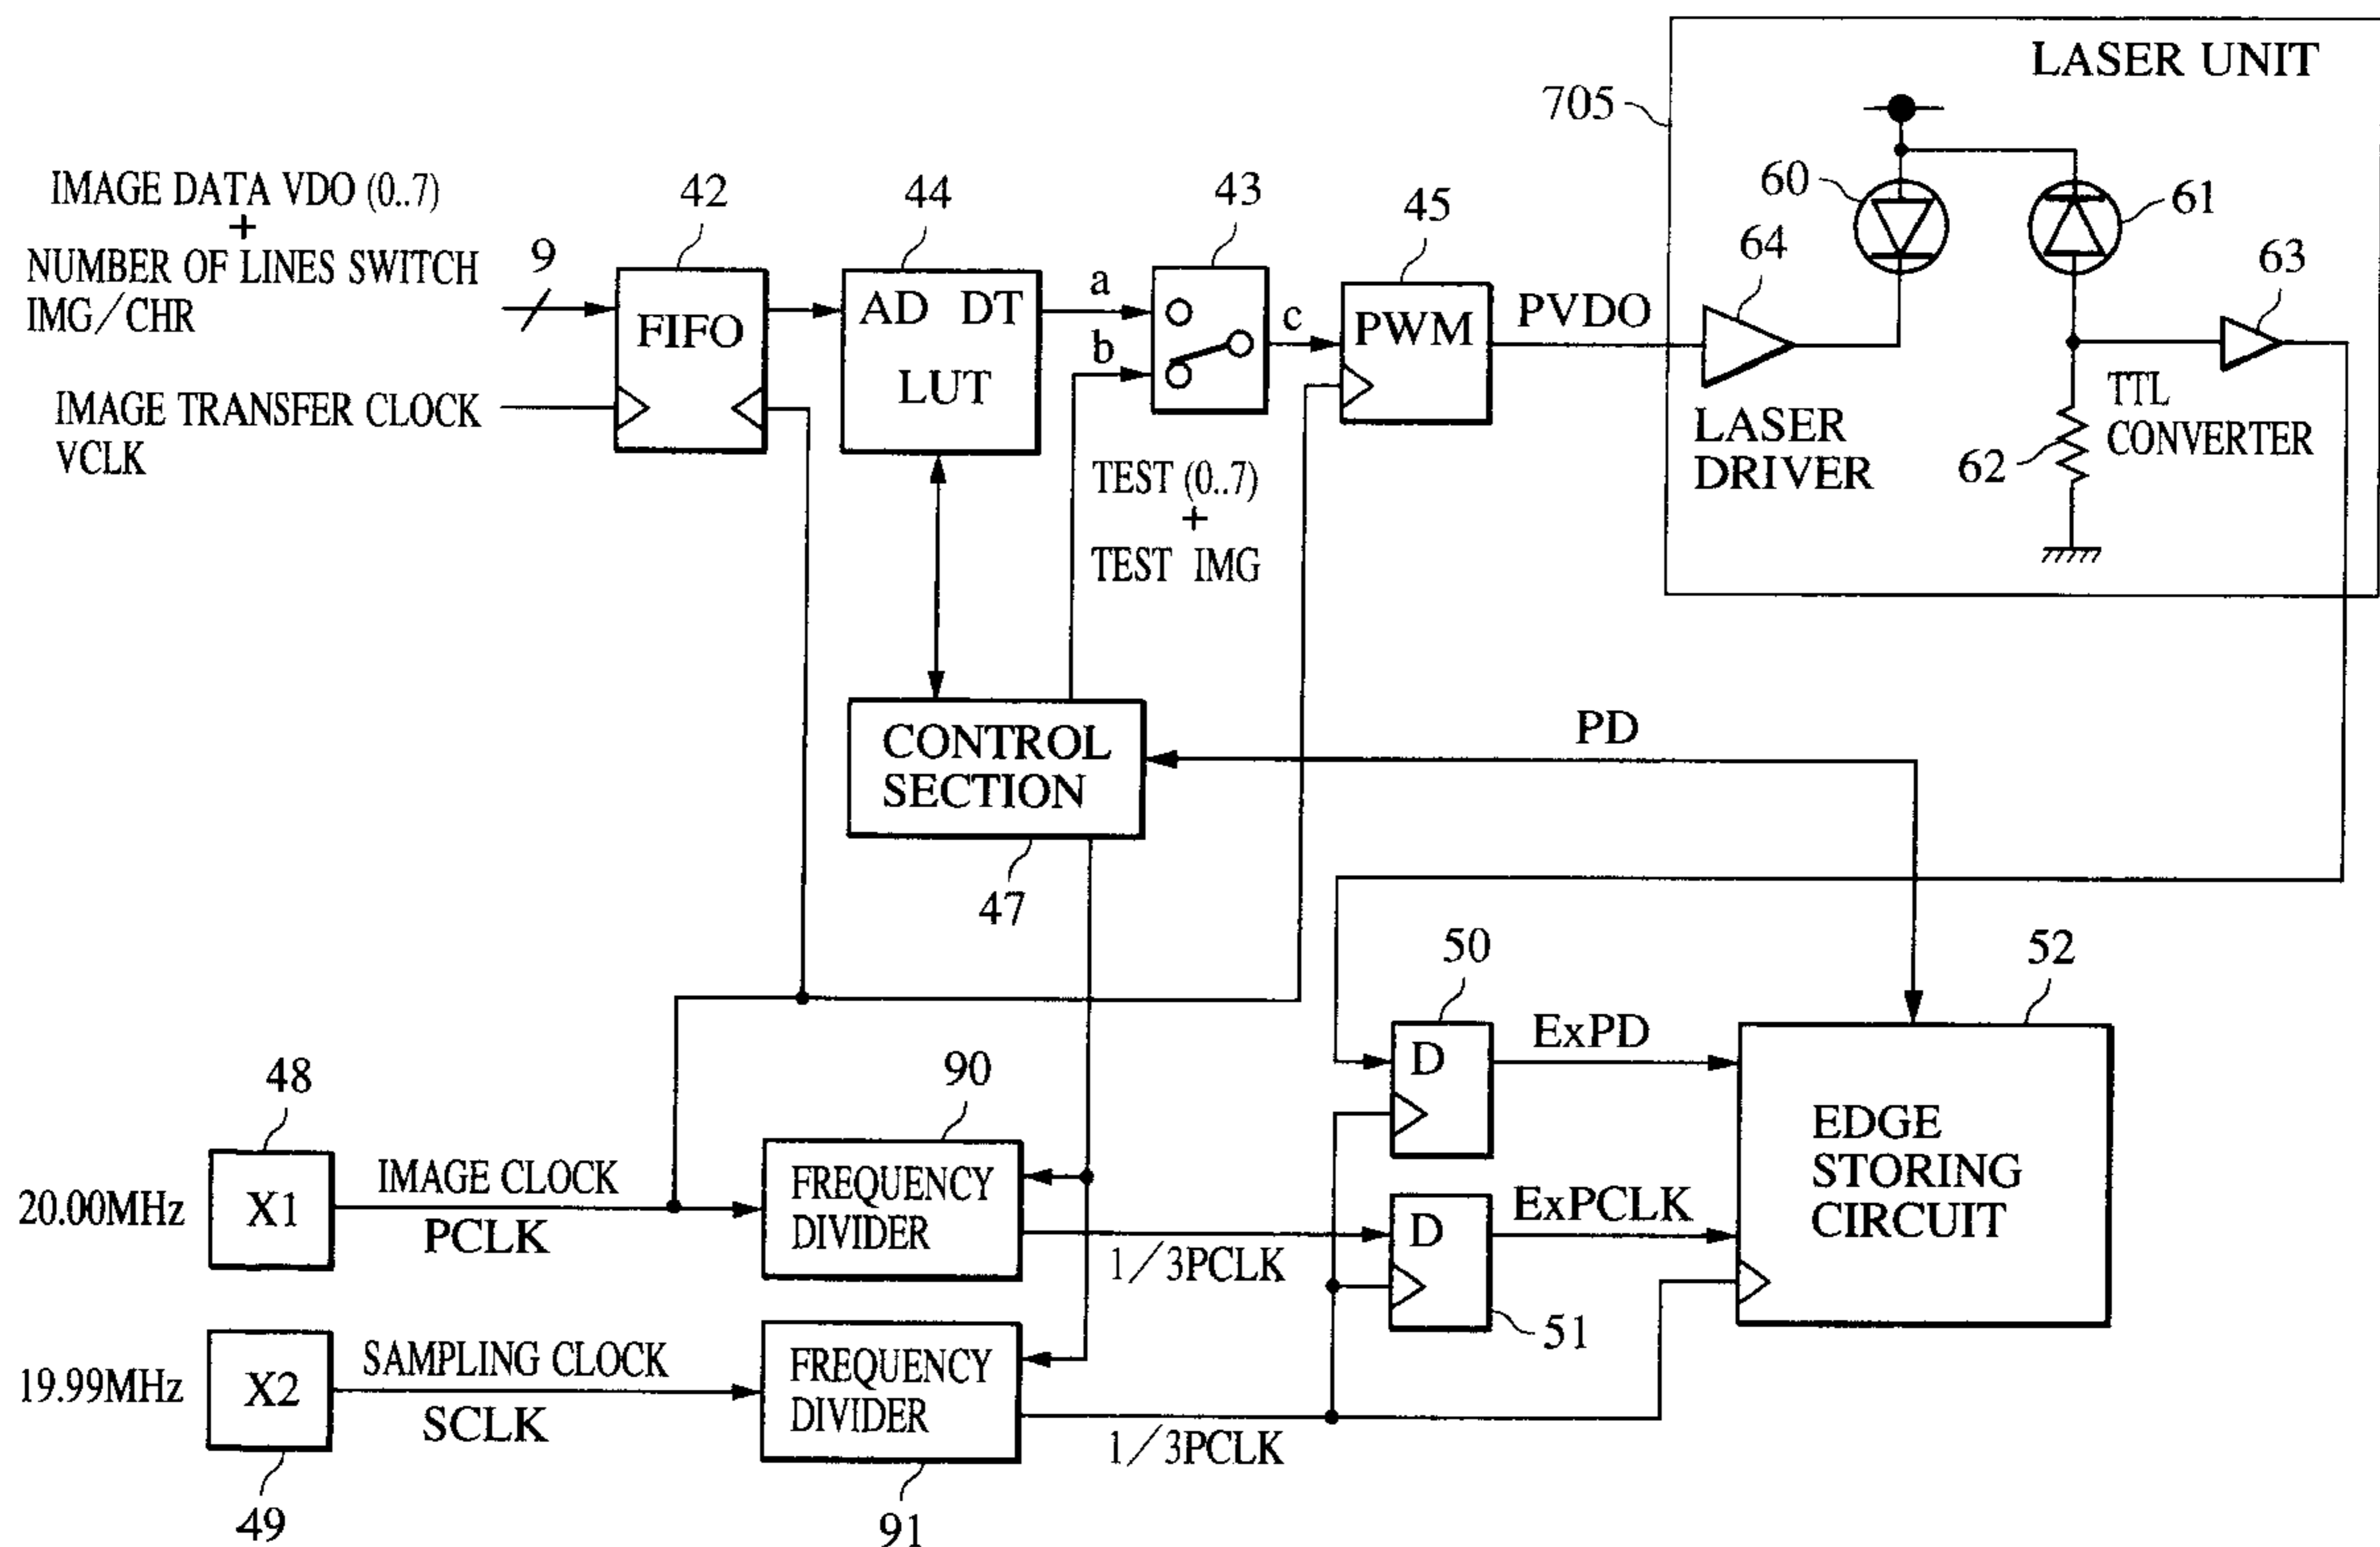 LASER UNIT
705
IMAGE DATA VDO (0..7)
+
NUMBER OF LINES SWITCH
IMG/CHR
9
42
FIFO
IMAGE TRANSFER CLOCK
VCLK
44
AD DT
LUT
a
b
43
c
45
PWM
PVDO
64
LASER
DRIVER
60
61
63
62
TTL
CONVERTER
TEST (0..7)
+
TEST IMG
CONTROL
SECTION
47
PD
50
D
ExPD
52
EDGE
STORING
CIRCUIT
48
20.00MHz
X1
IMAGE CLOCK
PCLK
90
FREQUENCY
DIVIDER
1/3PCLK
D
ExPCLK
51
19.99MHz
X2
49
SAMPLING CLOCK
SCLK
FREQUENCY
DIVIDER
91
1/3PCLK